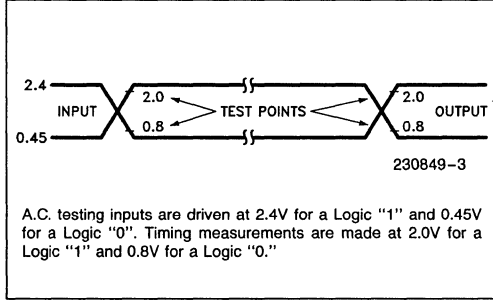 2.4
INPUT
0.45
2.0
0.8
TEST POINTS
2.0
0.8
OUTPUT
230849-3
A.C. testing inputs are driven at 2.4V for a Logic "1" and 0.45V
for a Logic "0". Timing measurements are made at 2.0V for a
Logic "1" and 0.8V for a Logic "0."